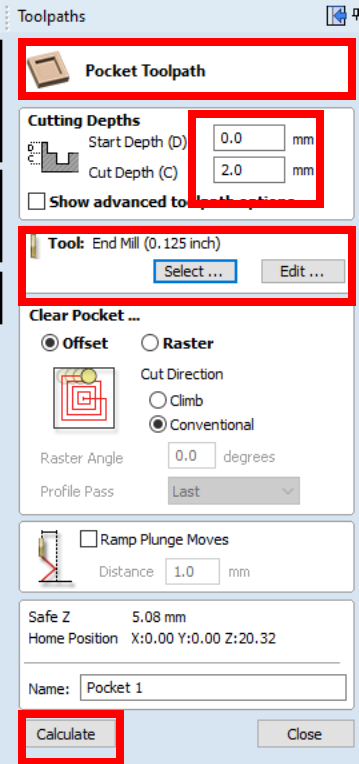 Toolpaths
Pocket Toolpath
Cutting Depths
D
C
Start Depth (D) 0.0 mm
Cut Depth (C) 2.0 mm
Show advanced toolpath options
Tool: End Mill (0.125 inch)
Select ... Edit ...
Clear Pocket ...
Offset Raster
Cut Direction
Climb
Conventional
Raster Angle 0.0 degrees
Profile Pass Last
Ramp Plunge Moves
Distance 1.0 mm
Safe Z 5.08 mm
Home Position X:0.00 Y:0.00 Z:20.32
Name: Pocket 1
Calculate Close